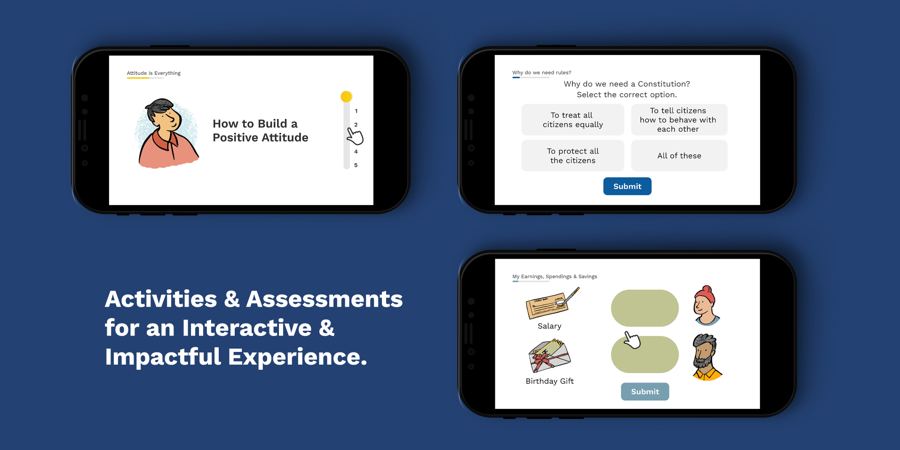 Attitude is Everything
How to Build a
Positive Attitude
1
2
4
5
Why do we need rules?
Why do we need a Constitution?
Select the correct option.
To treat all
citizens equally
To tell citizens
how to behave with
each other
To protect all
the citizens
All of these
Submit
Activities & Assessments
for an Interactive &
Impactful Experience.
My Earnings, Spendings & Savings
Salary
Birthday Gift
Submit